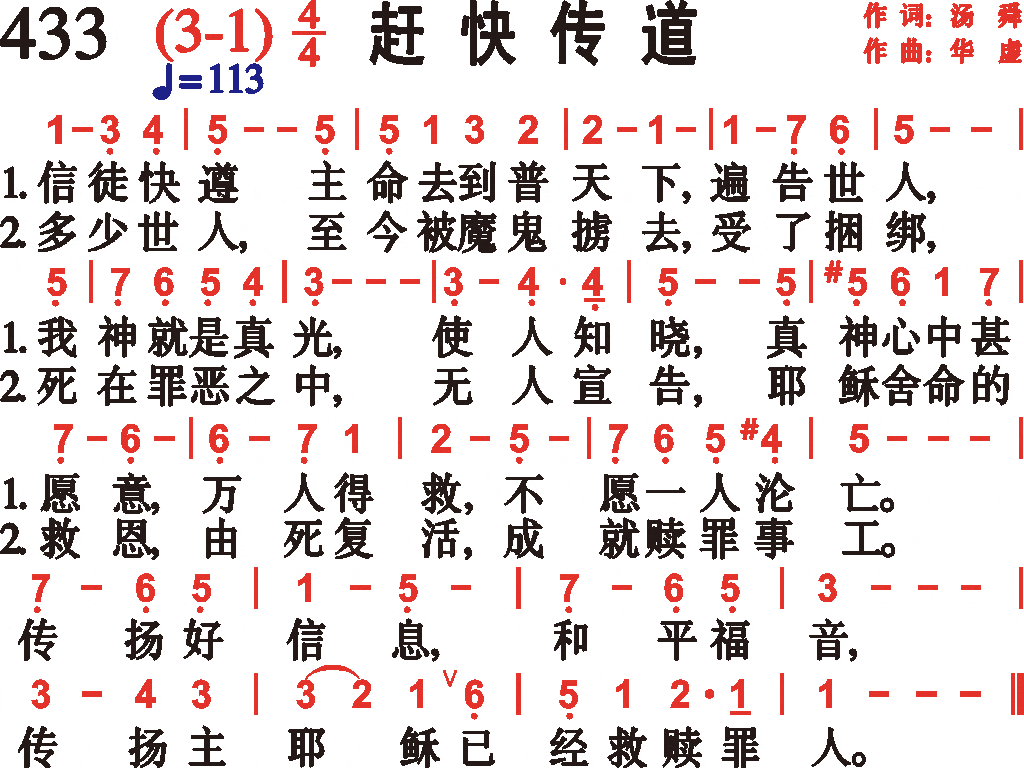 433 (3-1) 4/4 赶快传道 作词：汤 舜
♩=113 作曲：华 虚
1 – 3̣ 4̣ | 5̣ – – 5̣ | 5̣ 1 3 2 | 2 – 1 – | 1 – 7̣ 6̣ | 5 – – |
1.信徒快遵 主命去到普天下,遍告世人,
2.多少世人, 至今被魔鬼掳去,受了捆绑,
5̣ | 7̣ 6̣ 5̣ 4̣ | 3̣ – – – | 3̣ – 4̣ · 4̣ | 5̣ – – 5̣ | #5̣ 6̣ 1 7̣ |
1.我神就是真光, 使人知晓, 真神心中甚
2.死在罪恶之中, 无人宣告, 耶稣舍命的
7̣ – 6̣ – | 6̣ – 7̣ 1 | 2 – 5̣ – | 7̣ 6̣ 5̣ #4̣ | 5 – – – |
1.愿意,万人得救,不愿一人沦亡。
2.救恩,由死复活,成就赎罪事工。
7̣ – 6̣ 5̣ | 1 – 5̣ – | 7̣ – 6̣ 5̣ | 3 – – – |
传扬好信息, 和平福音,
3 – 4 3 | 3 2 1 ∨ 6̣ | 5̣ 1 2 · 1 | 1 – – – ‖
传扬主耶稣已经救赎罪人。